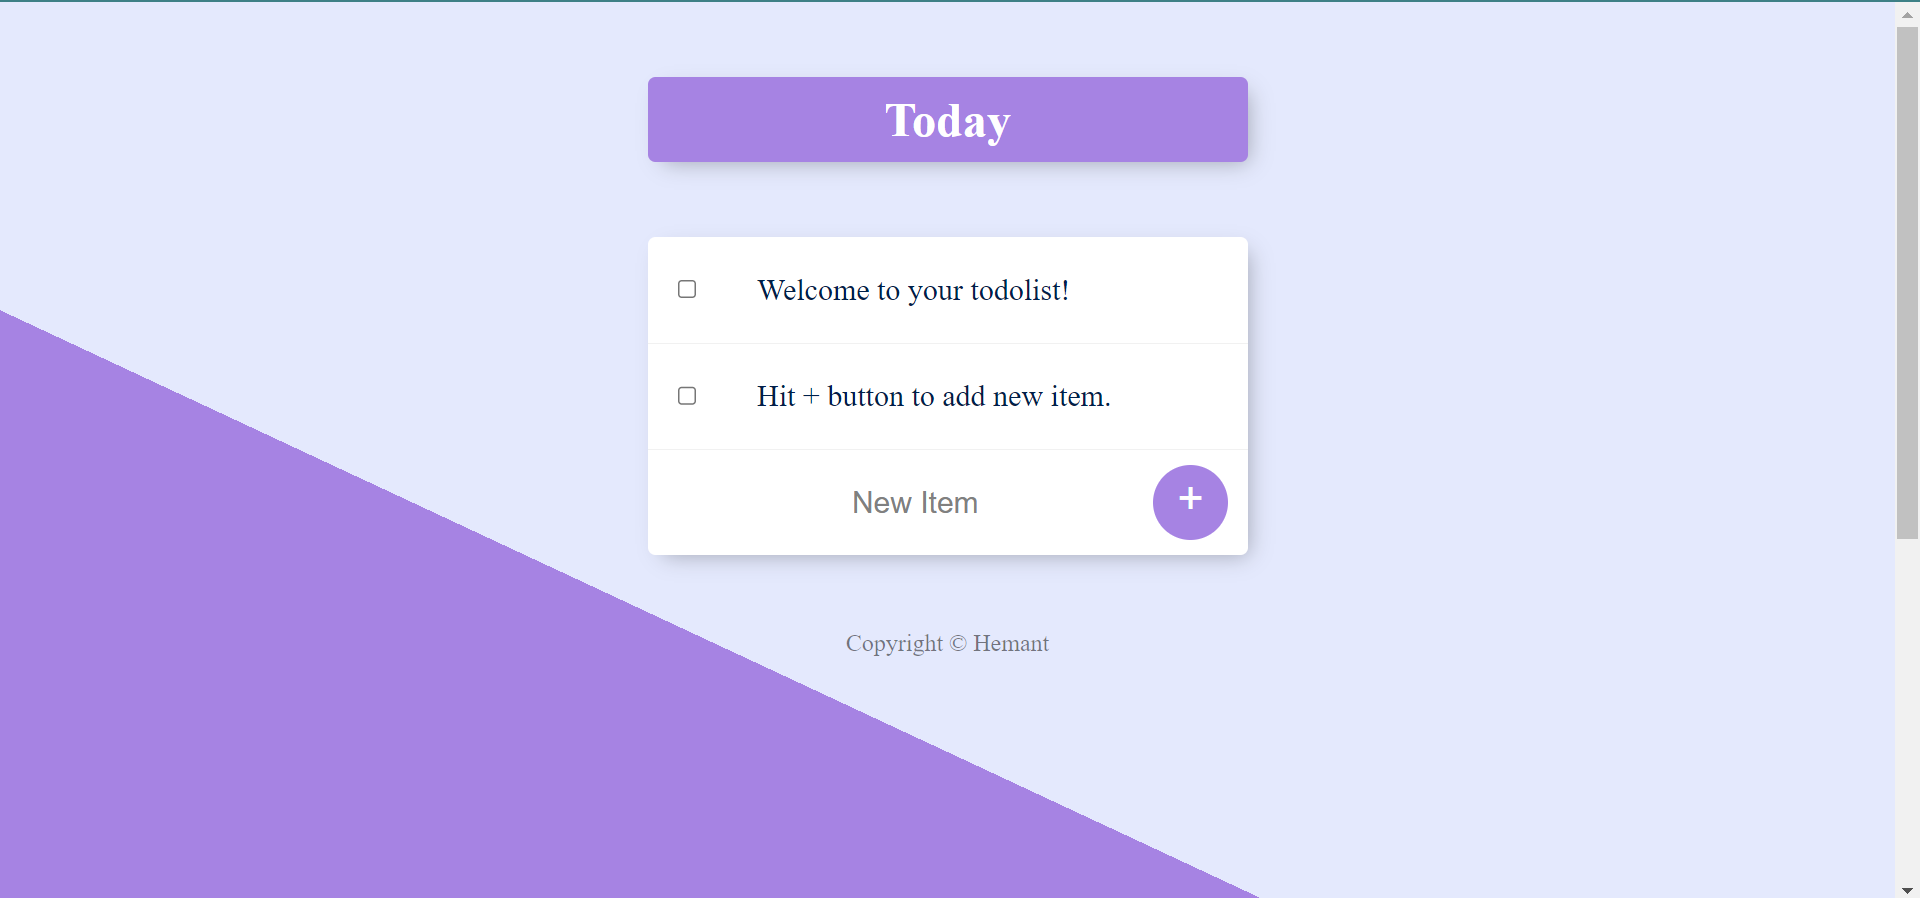 Today
Welcome to your todolist!
Hit + button to add new item.
New Item +
Copyright © Hemant